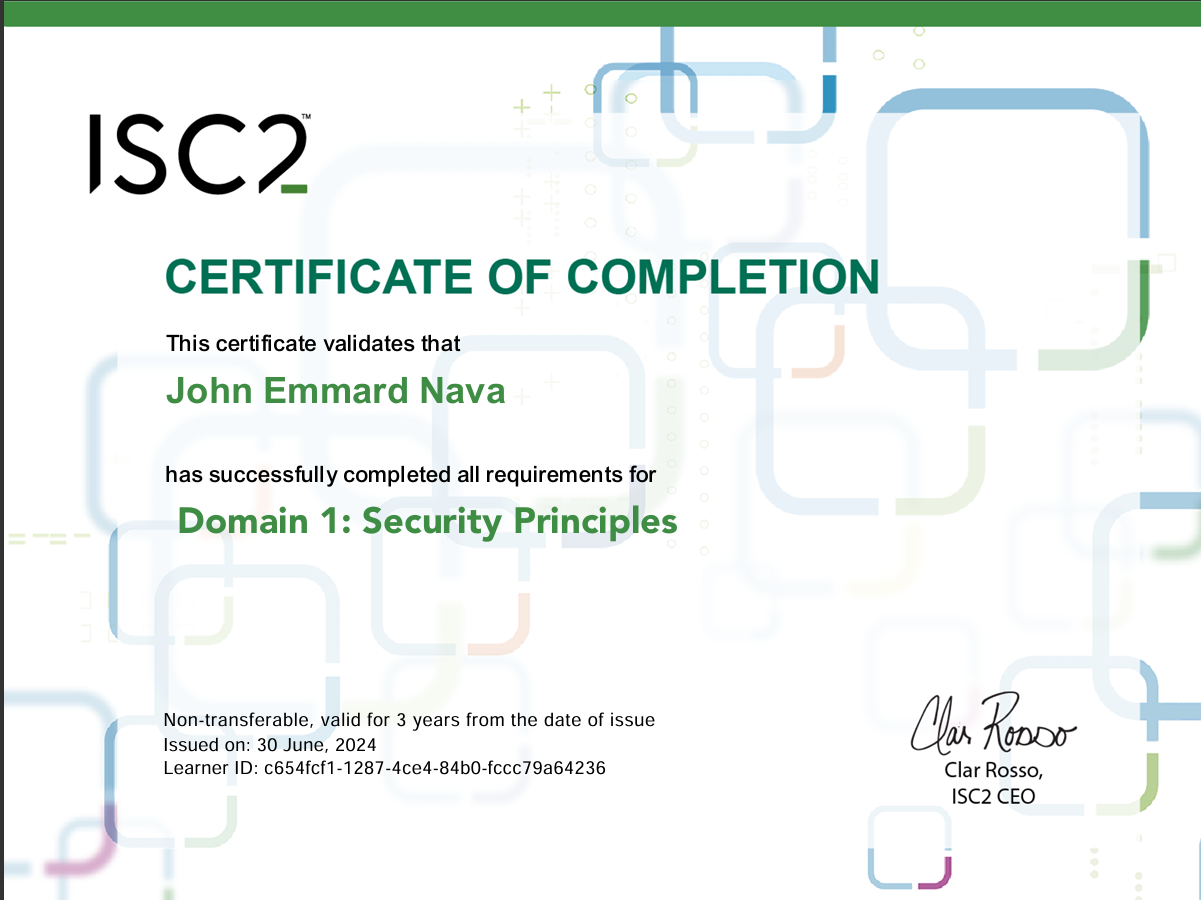 ISC2™
CERTIFICATE OF COMPLETION
This certificate validates that
John Emmard Nava
has successfully completed all requirements for
Domain 1: Security Principles
Non-transferable, valid for 3 years from the date of issue
Issued on: 30 June, 2024
Learner ID: c654fcf1-1287-4ce4-84b0-fccc79a64236
Clar Rosso
Clar Rosso,
ISC2 CEO